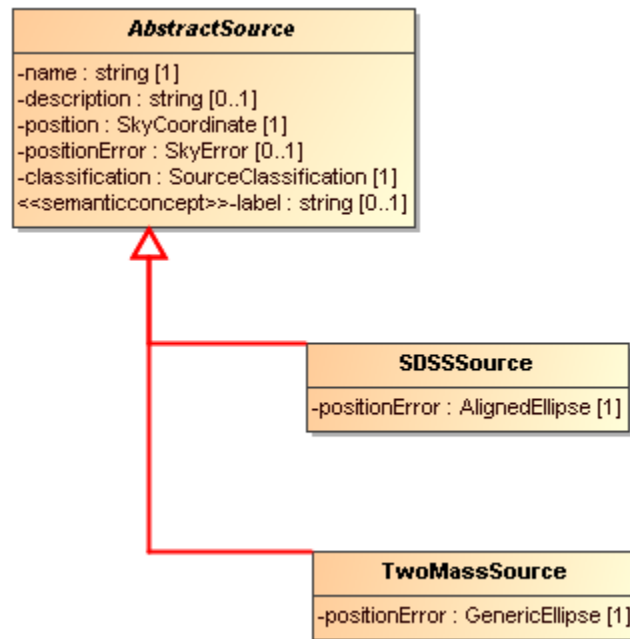 AbstractSource
-name : string [1]
-description : string [0..1]
-position : SkyCoordinate [1]
-positionError : SkyError [0..1]
-classification : SourceClassification [1]
<<semanticconcept>>-label : string [0..1]
SDSSSource
-positionError : AlignedEllipse [1]
TwoMassSource
-positionError : GenericEllipse [1]